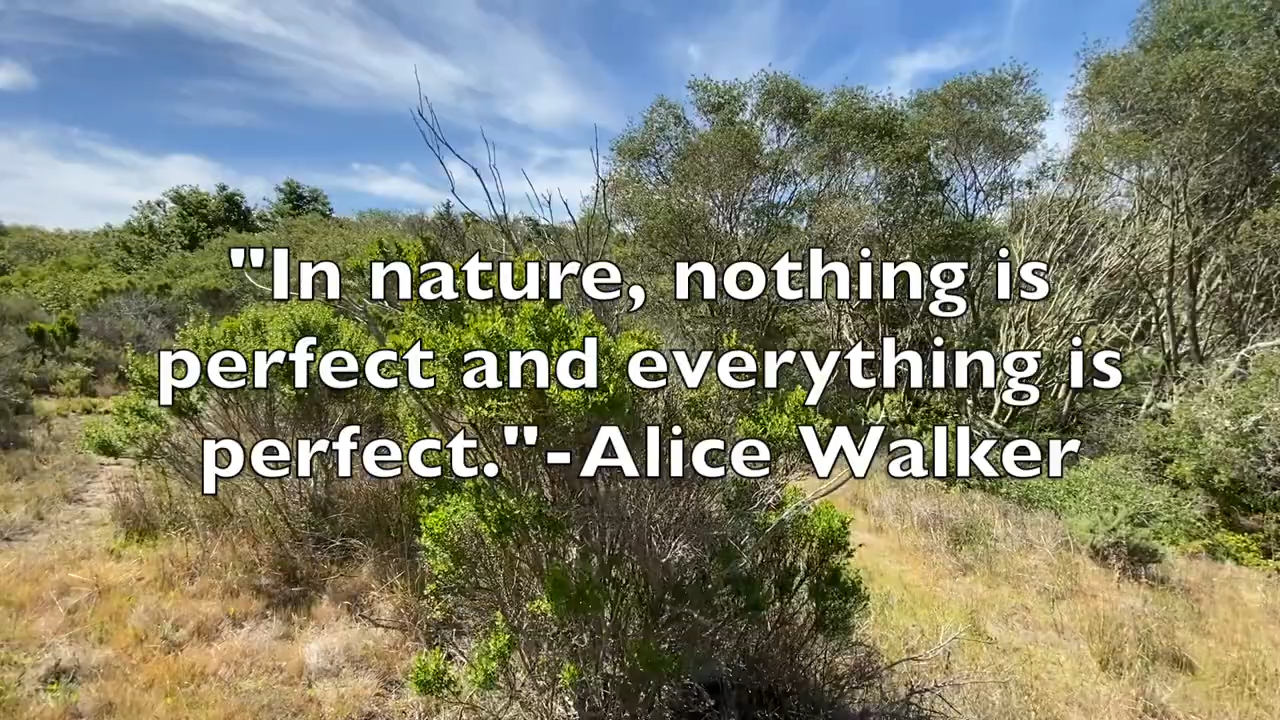 "In nature, nothing is
perfect and everything is
perfect."-Alice Walker